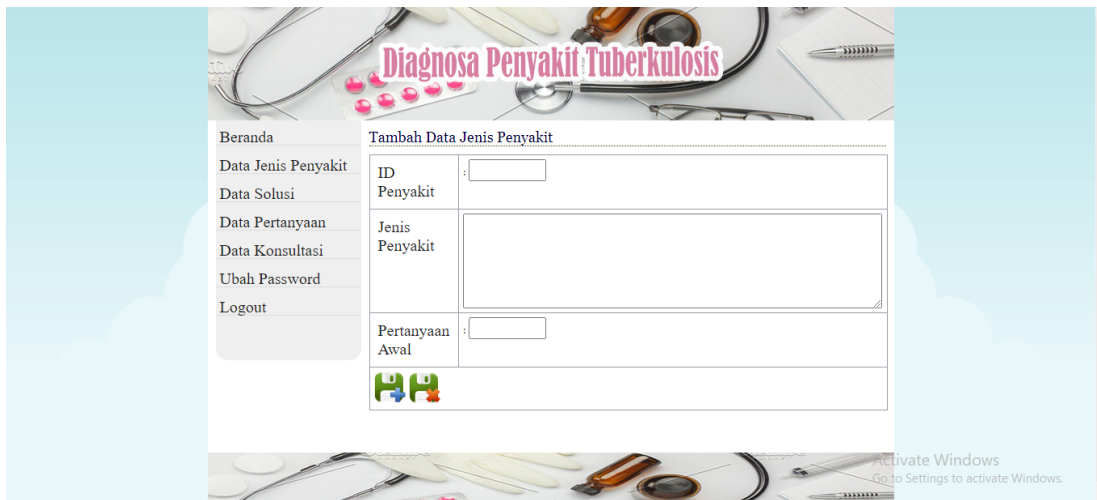 Diagnosa Penyakit Tuberkulosis
Beranda
Data Jenis Penyakit
Data Solusi
Data Pertanyaan
Data Konsultasi
Ubah Password
Logout
Tambah Data Jenis Penyakit
ID
Penyakit
:
Jenis
Penyakit
Pertanyaan
Awal
:
Activate Windows
Go to Settings to activate Windows.